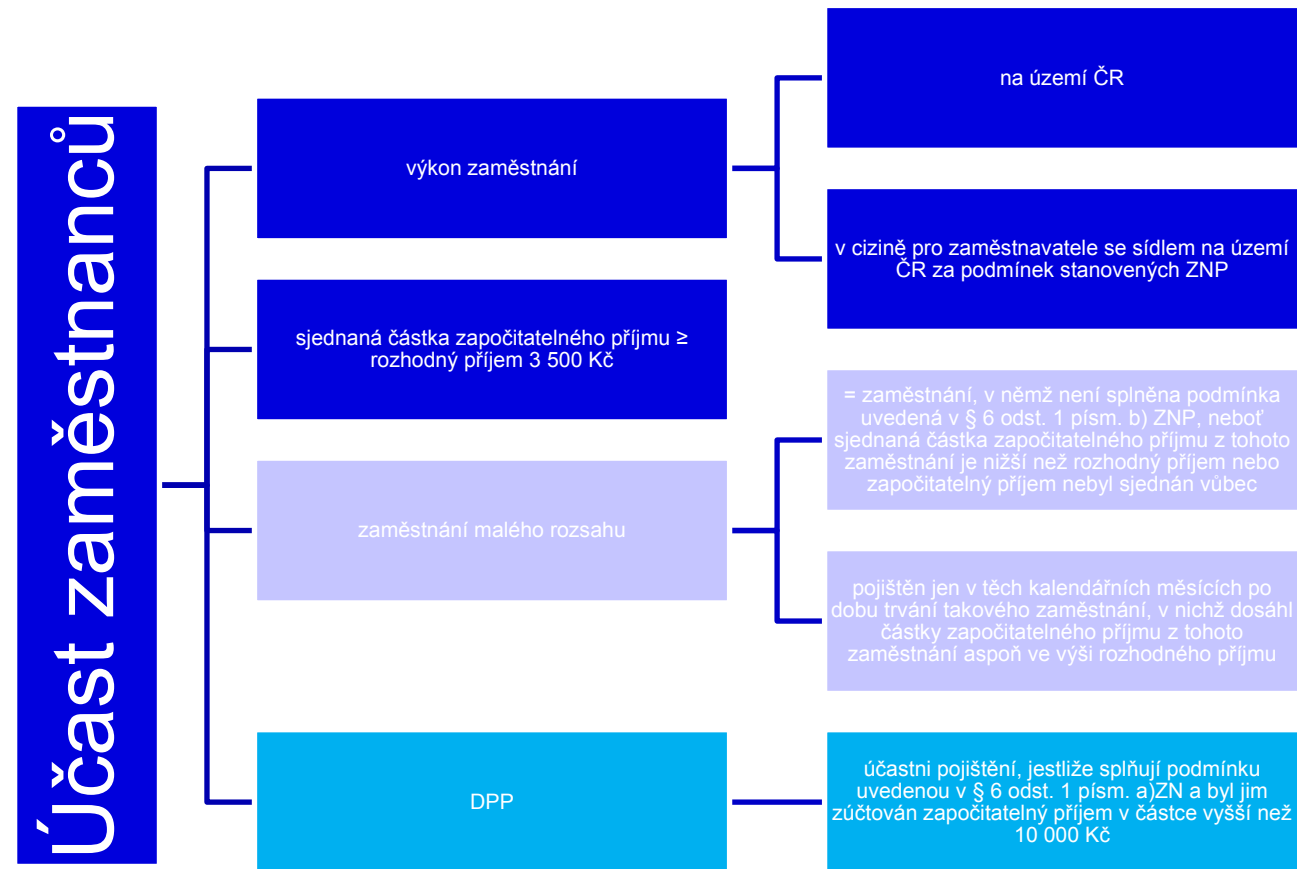 Účast zaměstnanců
výkon zaměstnání
na území ČR
v cizině pro zaměstnavatele se sídlem na území
ČR za podmínek stanovených ZNP
sjednaná částka započitatelného příjmu ≥
rozhodný příjem 3 500 Kč
zaměstnání malého rozsahu
= zaměstnání, v němž není splněna podmínka
uvedená v § 6 odst. 1 písm. b) ZNP, neboť
sjednaná částka započitatelného příjmu z tohoto
zaměstnání je nižší než rozhodný příjem nebo
započitatelný příjem nebyl sjednán vůbec
pojištěn jen v těch kalendářních měsících po
dobu trvání takového zaměstnání, v nichž dosáhl
částky započitatelného příjmu z tohoto
zaměstnání aspoň ve výši rozhodného příjmu
DPP
účastni pojištění, jestliže splňují podmínku
uvedenou v § 6 odst. 1 písm. a)ZN a byl jim
zúčtován započitatelný příjem v částce vyšší než
10 000 Kč